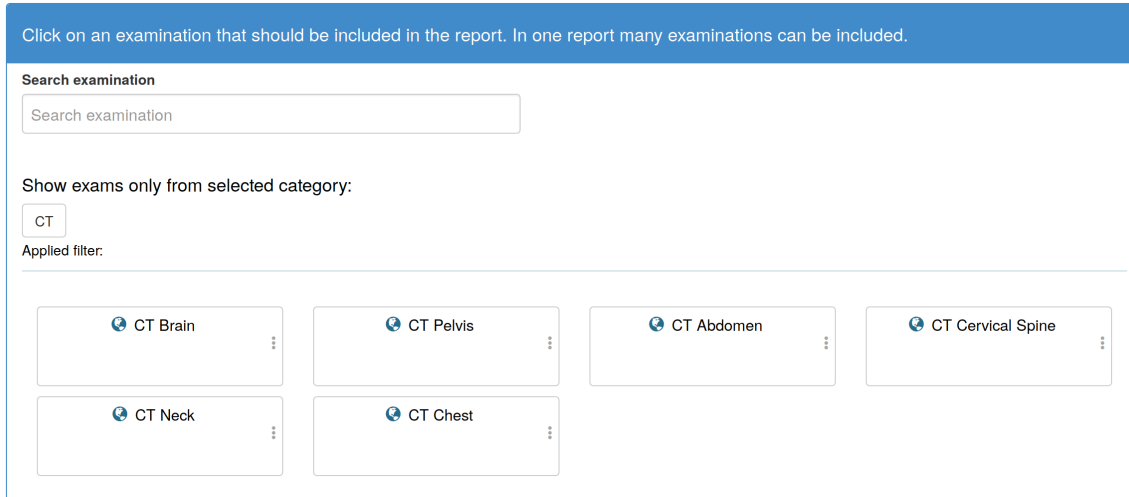 Click on an examination that should be included in the report. In one report many examinations can be included.
Search examination
Search examination
Show exams only from selected category:
CT
Applied filter:
CT Brain
CT Pelvis
CT Abdomen
CT Cervical Spine
CT Neck
CT Chest